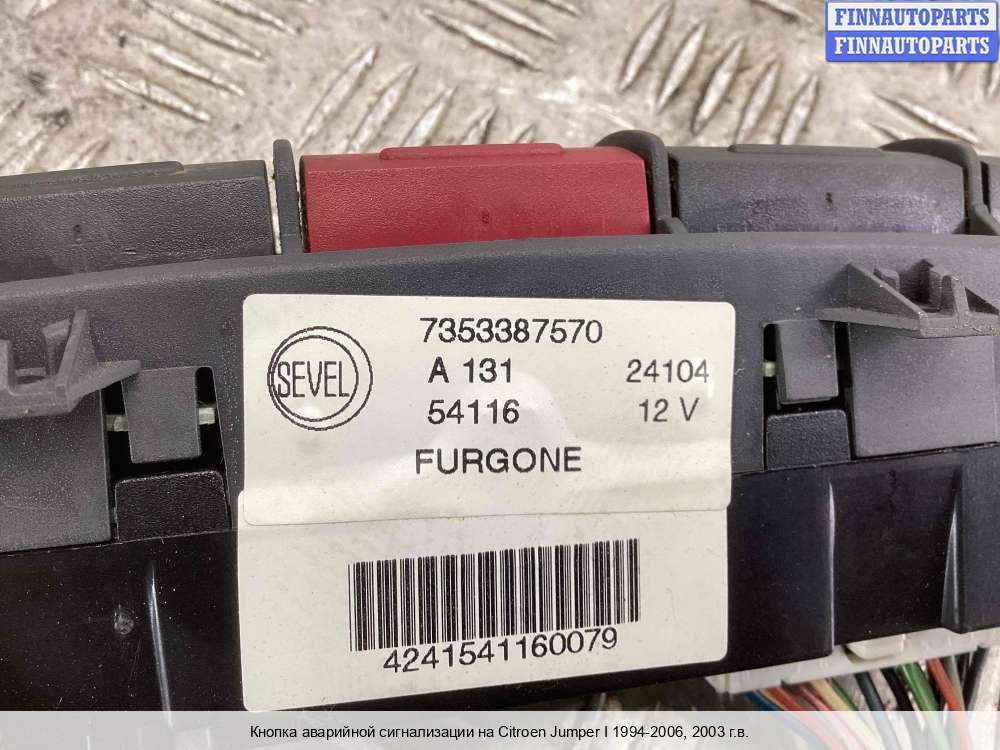 FINNAUTOPARTS
FINNAUTOPARTS
7353387570
SEVEL
A 131 24104
54116 12 V
FURGONE
4241541160079
Кнопка аварийной сигнализации на Citroen Jumper I 1994-2006, 2003 г.в.